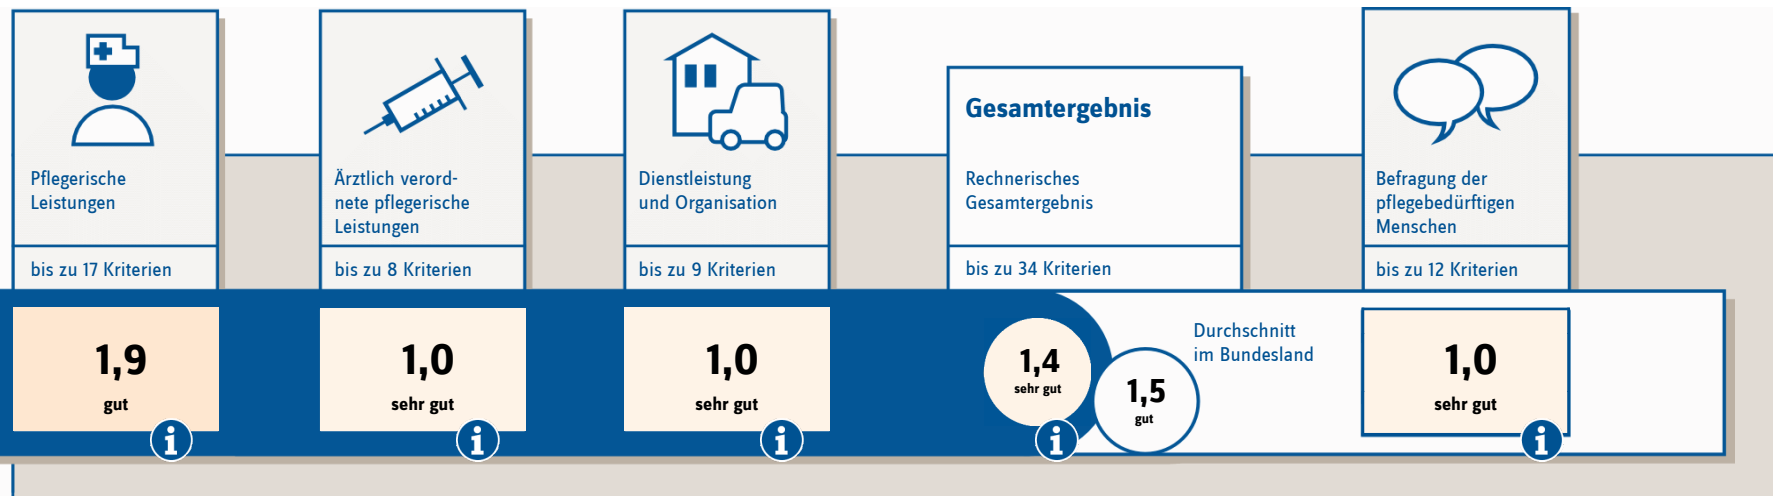 Pflegerische
Leistungen
bis zu 17 Kriterien
1,9
gut
i
Ärztlich verord-
nete pflegerische
Leistungen
bis zu 8 Kriterien
1,0
sehr gut
i
Dienstleistung
und Organisation
bis zu 9 Kriterien
1,0
sehr gut
i
Gesamtergebnis
Rechnerisches
Gesamtergebnis
bis zu 34 Kriterien
1,4
sehr gut
i
1,5
gut
Durchschnitt
im Bundesland
Befragung der
pflegebedürftigen
Menschen
bis zu 12 Kriterien
1,0
sehr gut
i